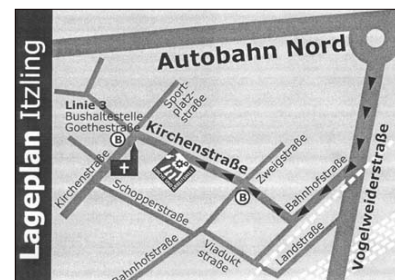 Lageplan Itzling
Autobahn Nord
Linie 3
Bushaltestelle
Goethestraße
B
Sport-
platz-
straße
Kirchenstraße
Kirchenstraße
Zweigstraße
B
Schopperstraße
Bahnhofstraße
Bahnhofstraße
Viadukt
straße
Landstraße
Vogelweiderstraße